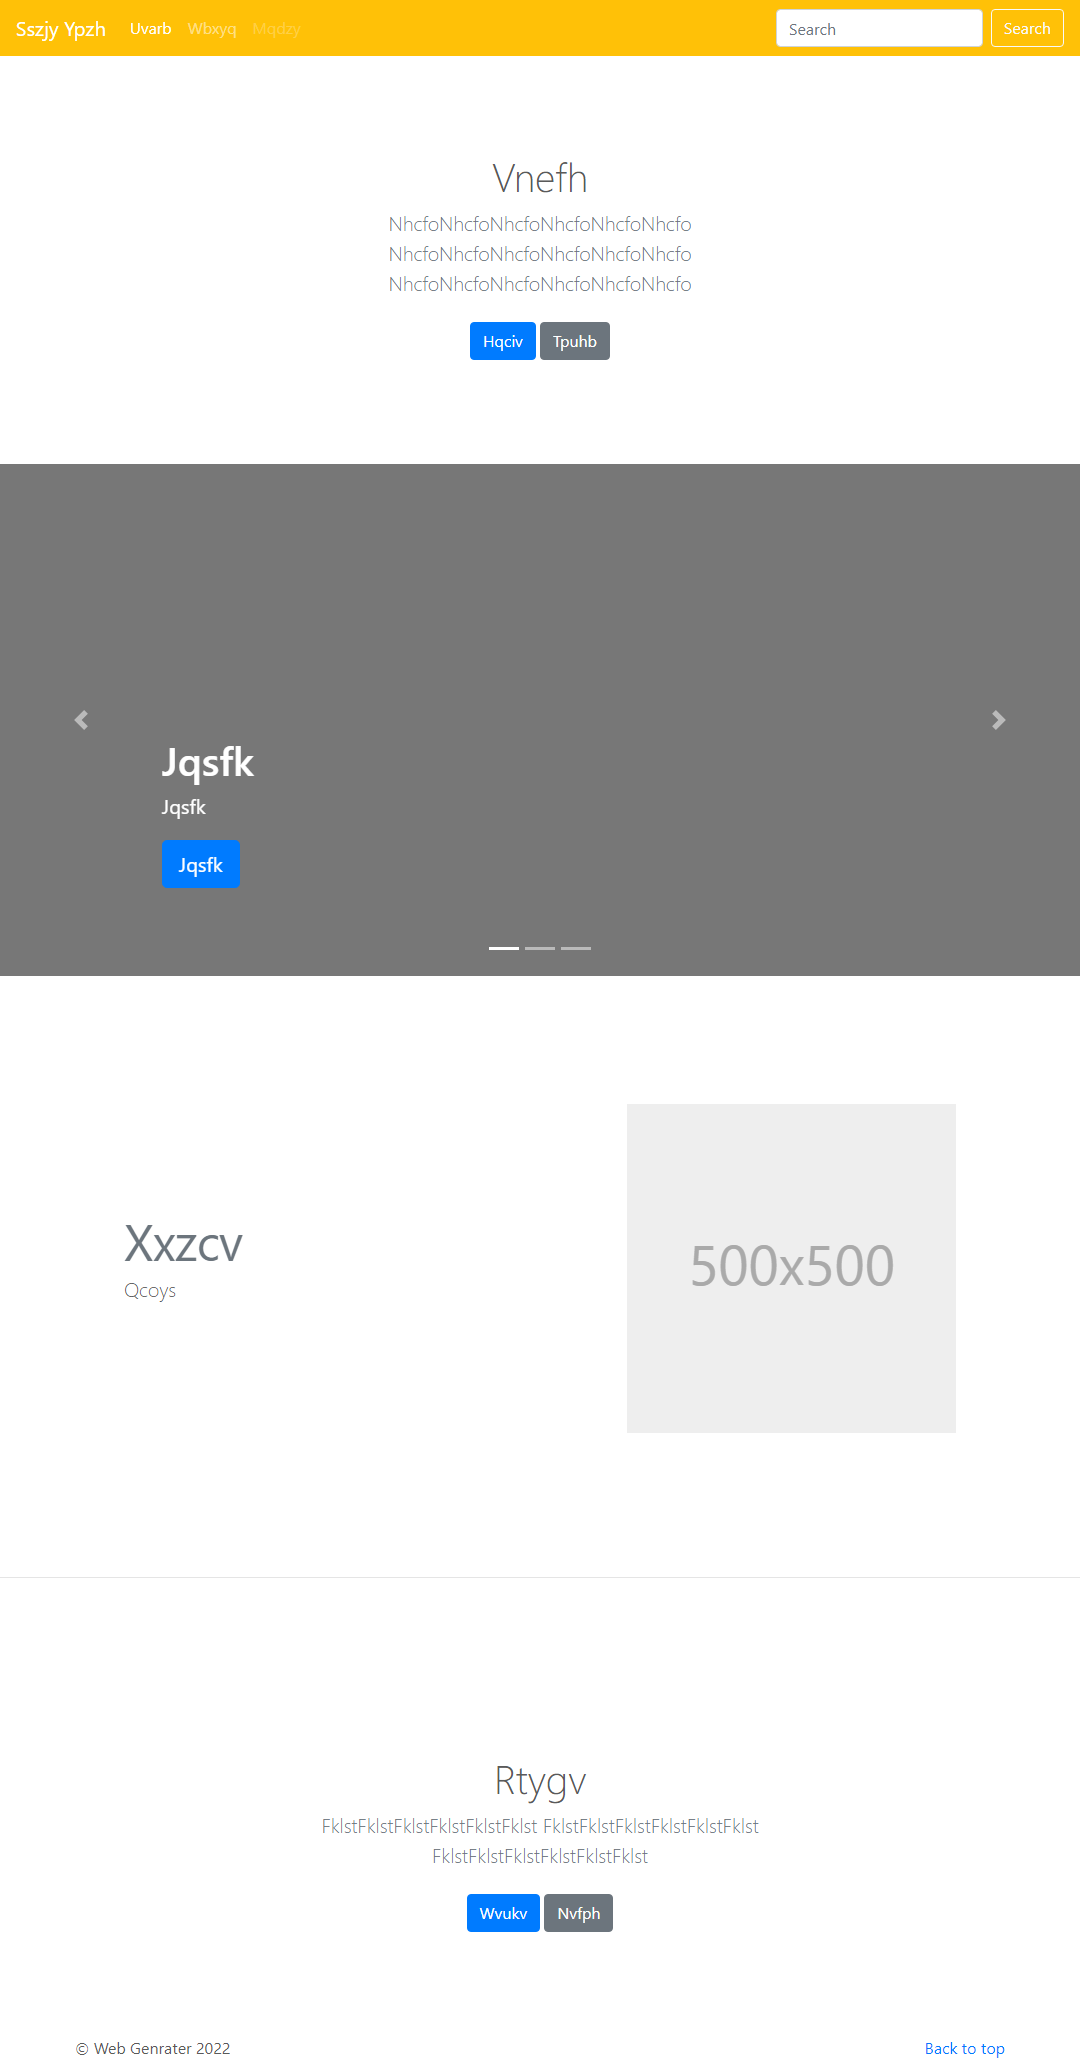 Sszjy Ypzh Uvarb Wbxyq Mqdzy Search Search
Vnefh
NhcfoNhcfoNhcfoNhcfoNhcfoNhcfo
NhcfoNhcfoNhcfoNhcfoNhcfoNhcfo
NhcfoNhcfoNhcfoNhcfoNhcfoNhcfo
Hqciv Tpuhb
Jqsfk
Jqsfk
Jqsfk
Xxzcv
Qcoys
500x500
Rtygv
FklstFklstFklstFklstFklstFklst FklstFklstFklstFklstFklstFklst
FklstFklstFklstFklstFklstFklst
Wvukv Nvfph
© Web Genrater 2022 Back to top